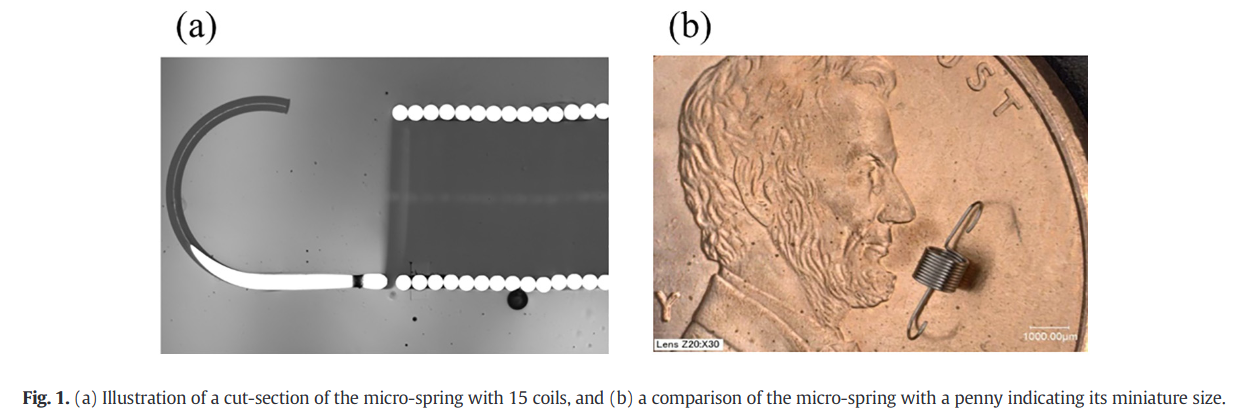 (a)
(b)
UST
Y
Lens Z20:X30
1000.00µm
Fig. 1. (a) Illustration of a cut-section of the micro-spring with 15 coils, and (b) a comparison of the micro-spring with a penny indicating its miniature size.